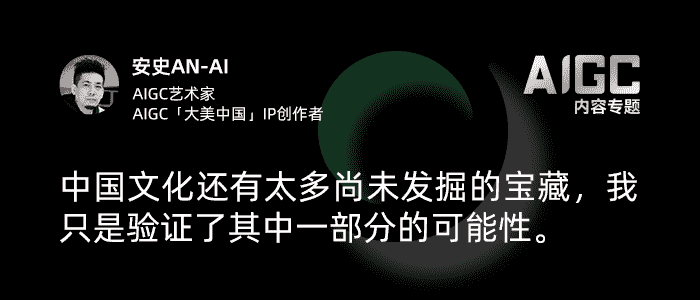 安史AN-AI
AIGC艺术家
AIGC「大美中国」IP创作者
AIGC
内容专题
中国文化还有太多尚未发掘的宝藏，我
只是验证了其中一部分的可能性。